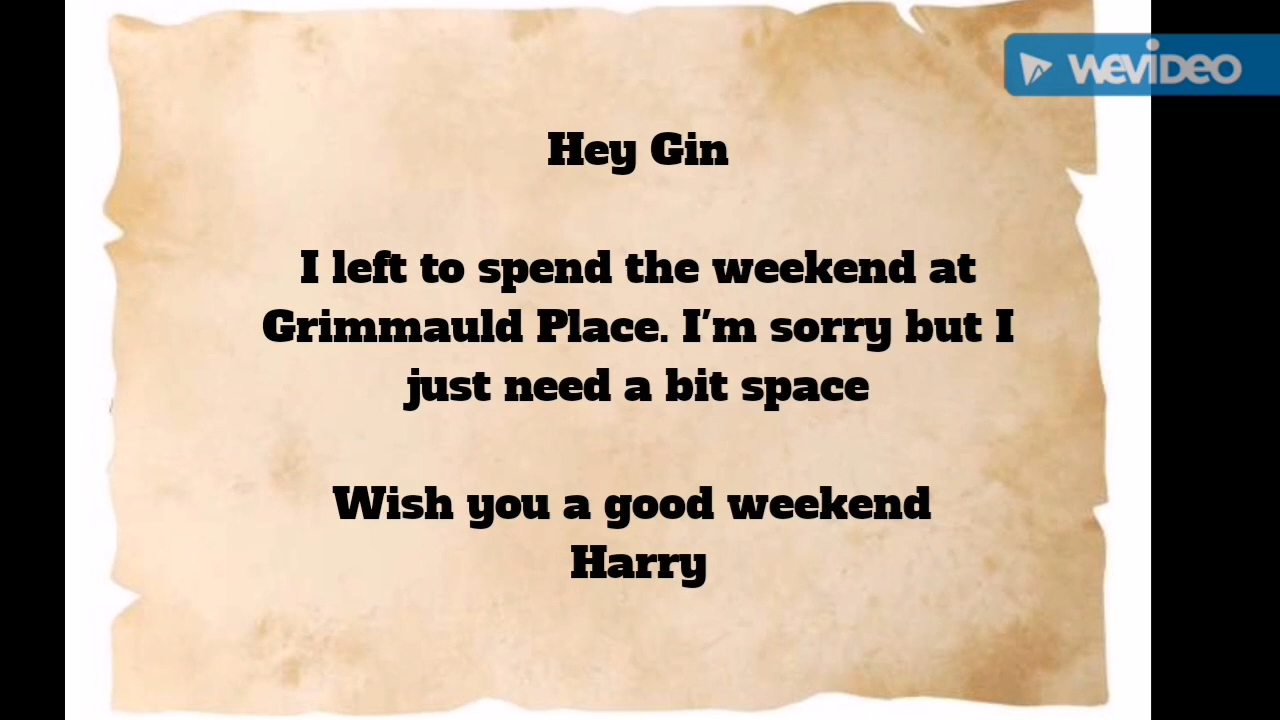 WEVIDEO
Hey Gin
I left to spend the weekend at
Grimmauld Place. I'm sorry but I
just need a bit space
Wish you a good weekend
Harry